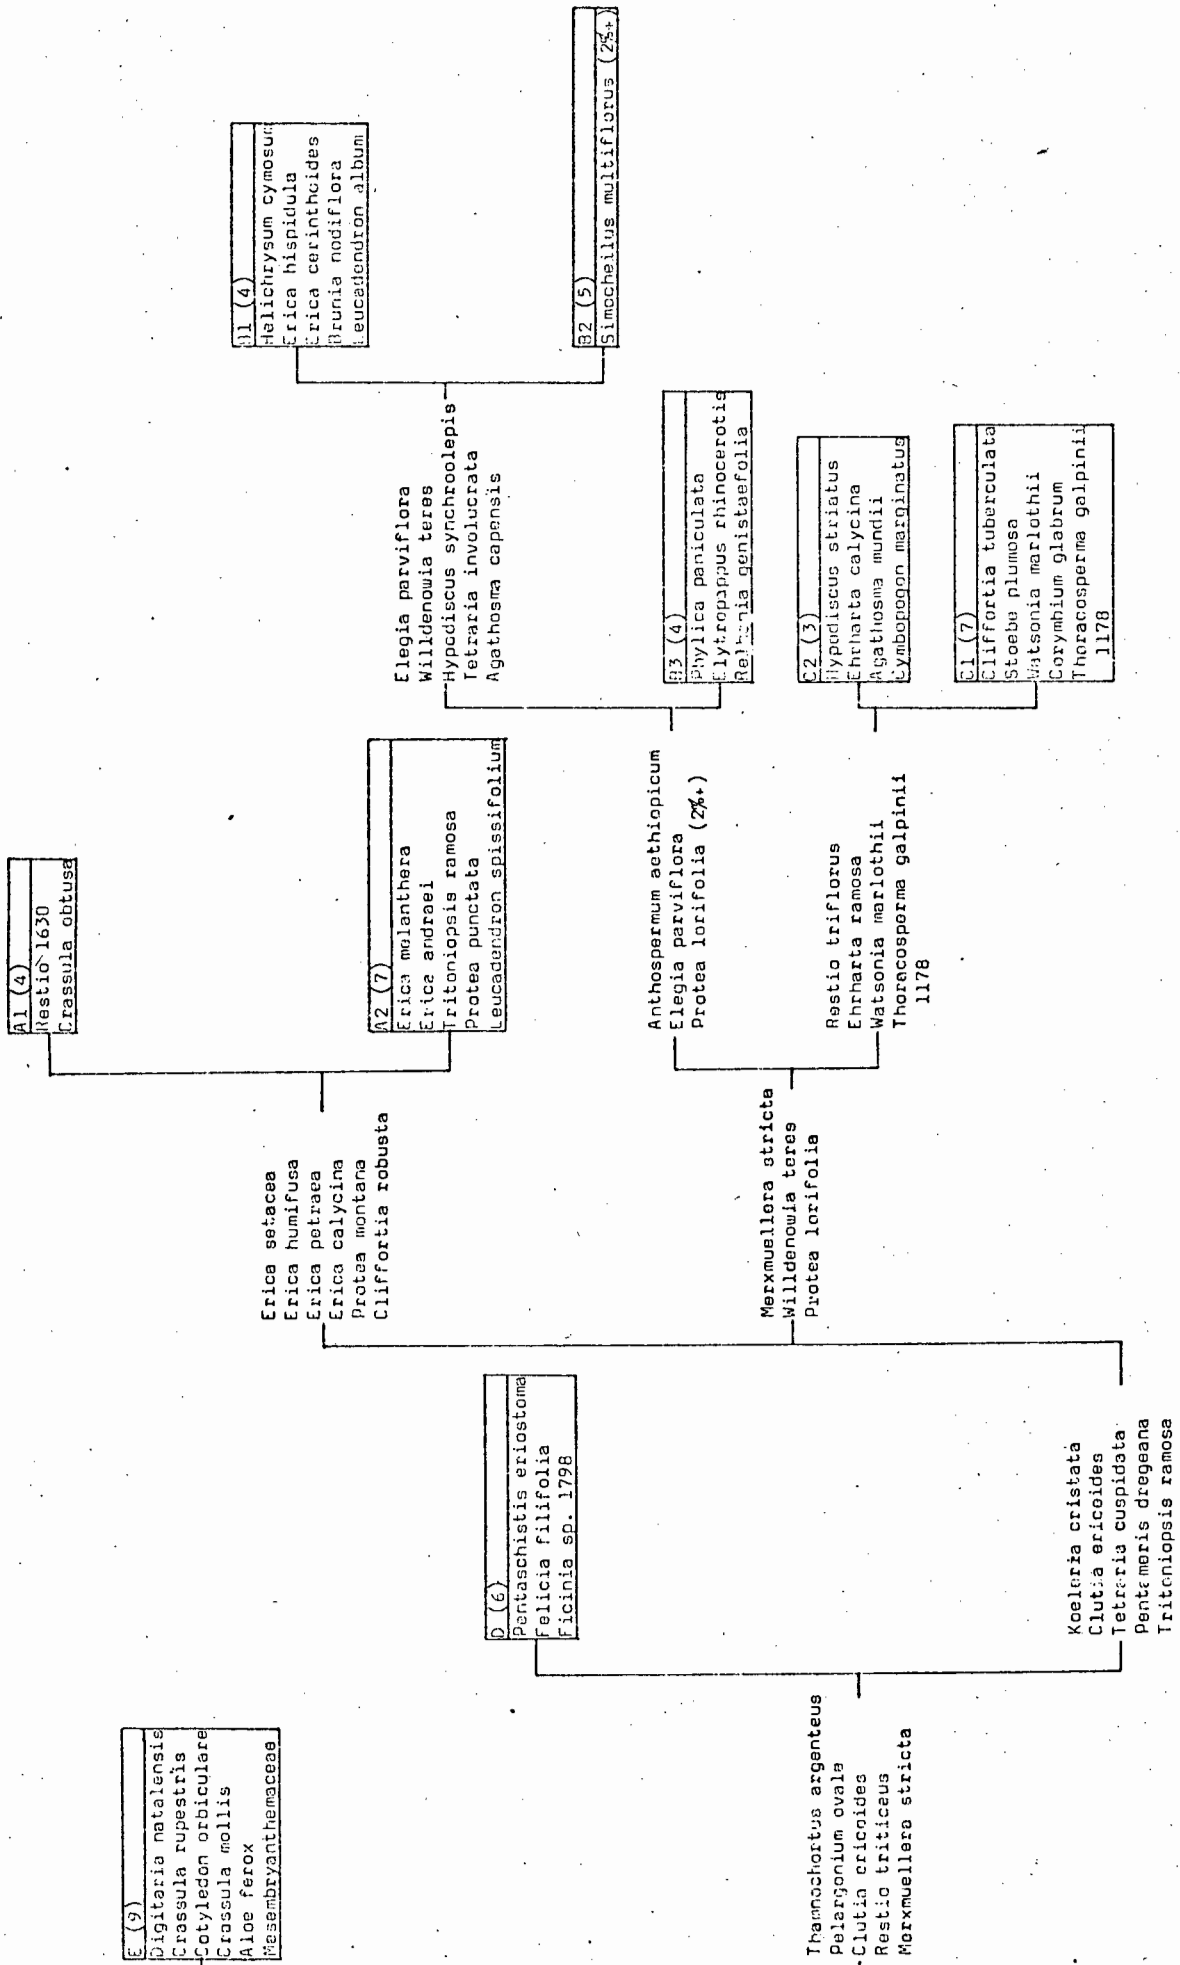 A1 (4)
Restio 1630
Crassula obtusa
A2 (7)
Erica melanthera
Erica andraei
Tritoniopsis ramosa
Protea punctata
Leucadendron spissifolium
B1 (4)
Helichrysum cymosum
Erica hispidula
Erica cerinthoides
Brunia nodiflora
Leucadendron album
B2 (5)
Simocheilus multiflorus (2%+)
Elegia parviflora
Willdenowia teres
Hypodiscus synchroolepis
Tetraria involucrata
Agathosma capensis
B3 (4)
Phylica paniculata
Elytropappus rhinocerotis
Relhania genistaefolia
C2 (3)
Hypodiscus striatus
Ehrharta calycina
Agathosma mundii
Cymbopogon marginatus
C1 (7)
Cliffortia tuberculata
Stoebe plumosa
Watsonia marlothii
Corymbium glabrum
Thoracosperma galpinii
1178
Anthospermum aethiopicum
Elegia parviflora
Protea lorifolia (2%+)
Restio triflorus
Ehrharta ramosa
Watsonia marlothii
Thoracosperma galpinii
1178
Erica setacea
Erica humifusa
Erica petraea
Erica calycina
Protea montana
Cliffortia robusta
Merxmuellera stricta
Willdenowia teres
Protea lorifolia
D (6)
Pentaschistis eriostoma
Felicia filifolia
Ficinia sp. 1798
Koeleria cristata
Clutia ericoides
Tetraria cuspidata
Pentameris dregeana
Tritoniopsis ramosa
E (9)
Digitaria natalensis
Crassula rupestris
Cotyledon orbiculare
Crassula mollis
Aloe ferox
Mesembryanthemaceae
Thamnochortus argenteus
Pelargonium ovale
Clutia ericoides
Restio triticeus
Merxmuellera stricta